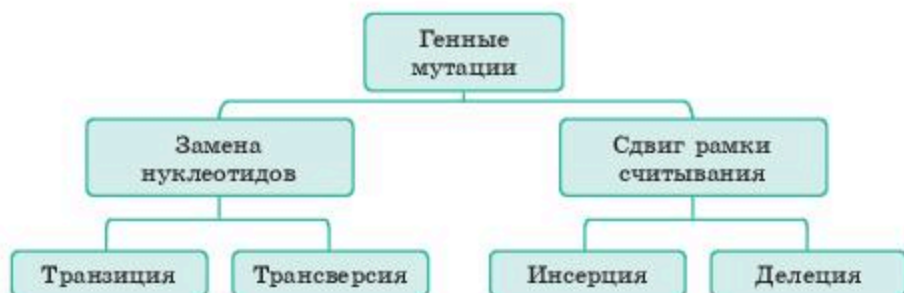 Генные
мутации
Замена
нуклеотидов
Сдвиг рамки
считывания
Транзиция
Трансверсия
Инсерция
Делеция